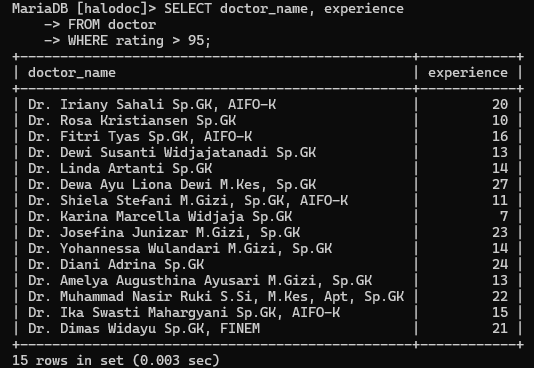 MariaDB [halodoc]> SELECT doctor_name, experience
    -> FROM doctor
    -> WHERE rating > 95;
+-----------------------------------------------+------------+
| doctor_name                                   | experience |
+-----------------------------------------------+------------+
| Dr. Iriany Sahali Sp.GK, AIFO-K               |         20 |
| Dr. Rosa Kristiansen Sp.GK                    |         10 |
| Dr. Fitri Tyas Sp.GK, AIFO-K                  |         16 |
| Dr. Dewi Susanti Widjajatanadi Sp.GK          |         13 |
| Dr. Linda Artanti Sp.GK                       |         14 |
| Dr. Dewa Ayu Liona Dewi M.Kes, Sp.GK          |         27 |
| Dr. Shiela Stefani M.Gizi, Sp.GK, AIFO-K      |         11 |
| Dr. Karina Marcella Widjaja Sp.GK             |          7 |
| Dr. Josefina Junizar M.Gizi, Sp.GK            |         23 |
| Dr. Yohannessa Wulandari M.Gizi, Sp.GK        |         14 |
| Dr. Diani Adrina Sp.GK                        |         24 |
| Dr. Amelya Augusthina Ayusari M.Gizi, Sp.GK   |         13 |
| Dr. Muhammad Nasir Ruki S.Si, M.Kes, Apt, Sp.GK |         22 |
| Dr. Ika Swasti Mahargyani Sp.GK, AIFO-K       |         15 |
| Dr. Dimas Widayu Sp.GK, FINEM                 |         21 |
+-----------------------------------------------+------------+
15 rows in set (0.003 sec)